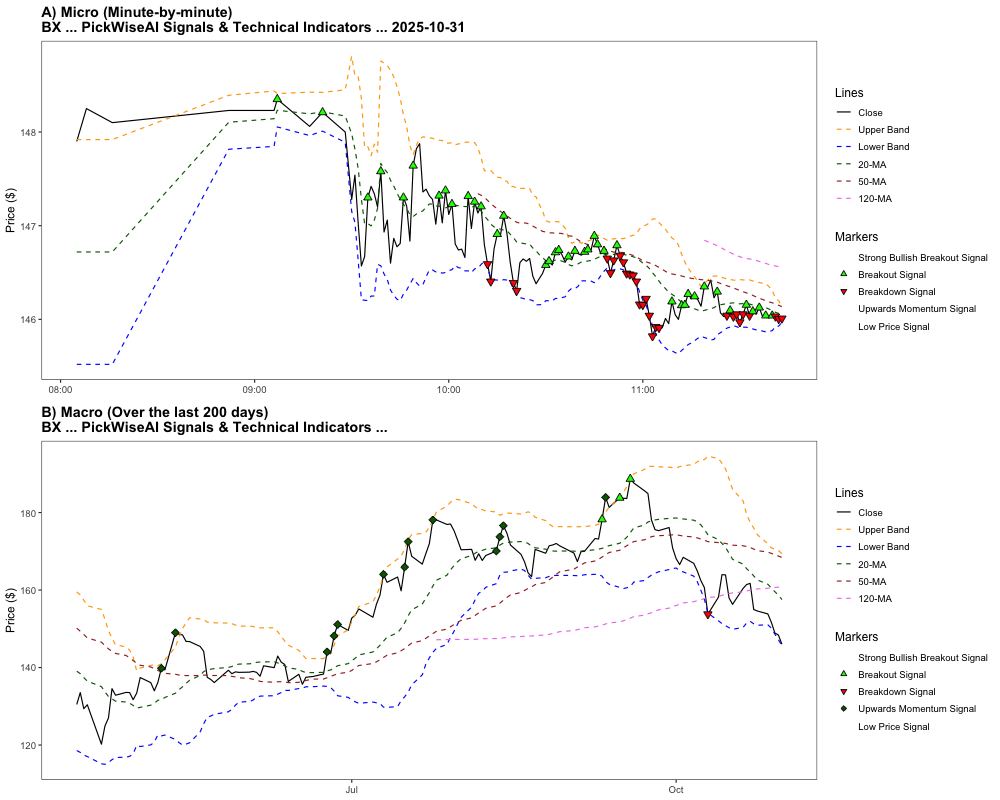 A) Micro (Minute-by-minute)
BX ... PickWiseAI Signals & Technical Indicators ... 2025-10-31
Price ($)
148
147
146
08:00
09:00
10:00
11:00
Lines
Close
Upper Band
Lower Band
20-MA
50-MA
120-MA
Markers
Strong Bullish Breakout Signal
Breakout Signal
Breakdown Signal
Upwards Momentum Signal
Low Price Signal
B) Macro (Over the last 200 days)
BX ... PickWiseAI Signals & Technical Indicators ...
Price ($)
180
160
140
120
Jul
Oct
Lines
Close
Upper Band
Lower Band
20-MA
50-MA
120-MA
Markers
Strong Bullish Breakout Signal
Breakout Signal
Breakdown Signal
Upwards Momentum Signal
Low Price Signal